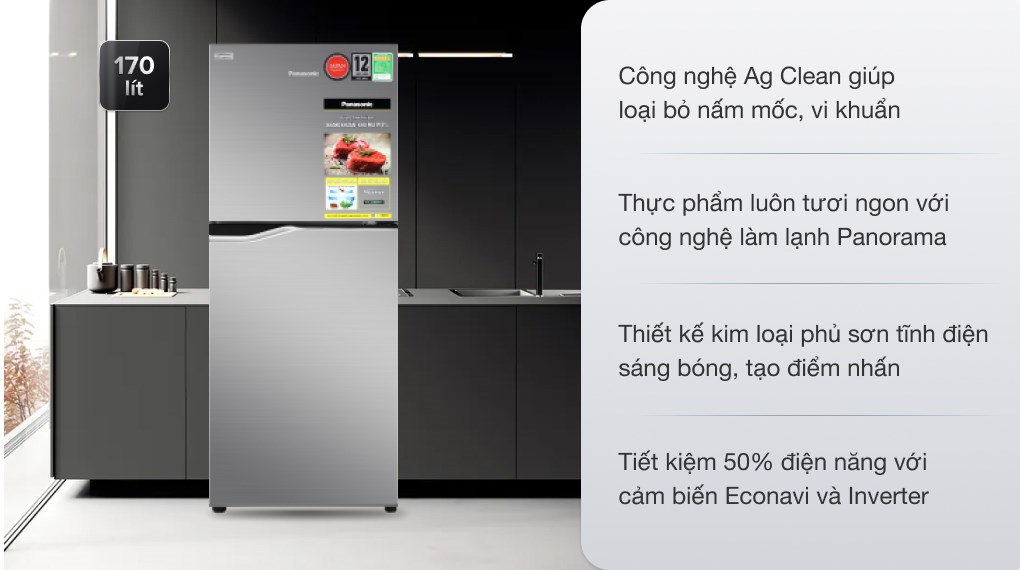 170
lít
Panasonic
12
Panasonic
Công nghệ Ag Clean giúp
loại bỏ nấm mốc, vi khuẩn
Thực phẩm luôn tươi ngon với
công nghệ làm lạnh Panorama
Thiết kế kim loại phủ sơn tĩnh điện
sáng bóng, tạo điểm nhấn
Tiết kiệm 50% điện năng với
cảm biến Econavi và Inverter